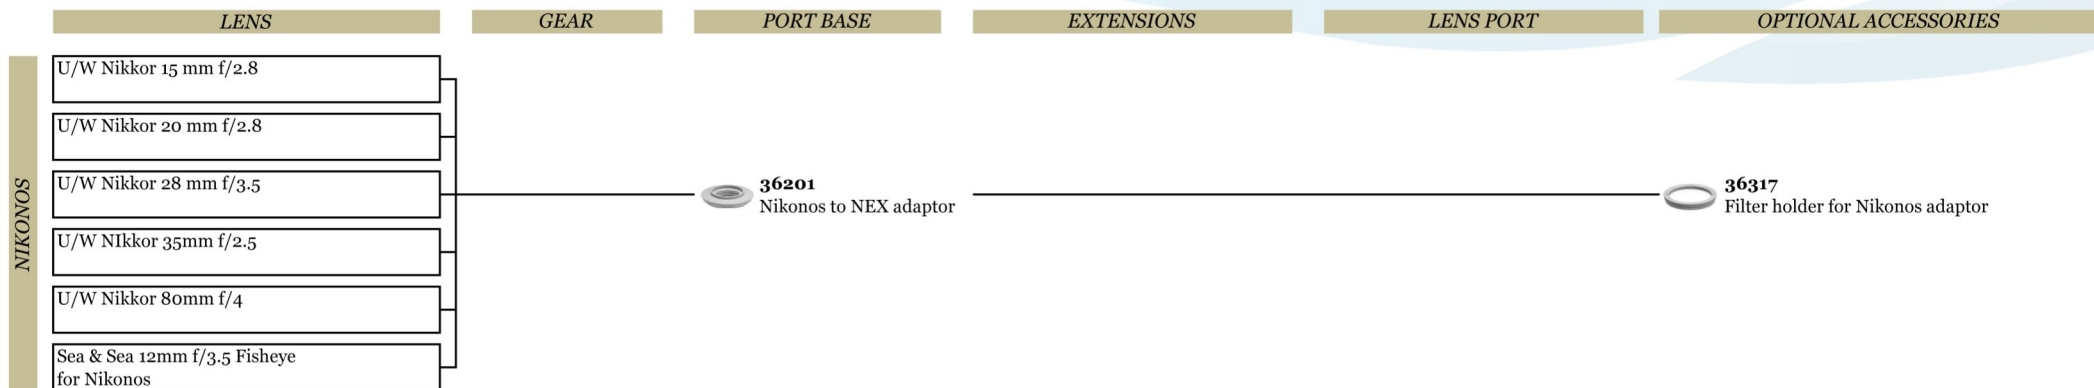 LENS
GEAR
PORT BASE
EXTENSIONS
LENS PORT
OPTIONAL ACCESSORIES
NIKONOS
U/W Nikkor 15 mm f/2.8
U/W Nikkor 20 mm f/2.8
U/W Nikkor 28 mm f/3.5
U/W NIkkor 35mm f/2.5
U/W Nikkor 80mm f/4
Sea & Sea 12mm f/3.5 Fisheye
for Nikonos
36201
Nikonos to NEX adaptor
36317
Filter holder for Nikonos adaptor